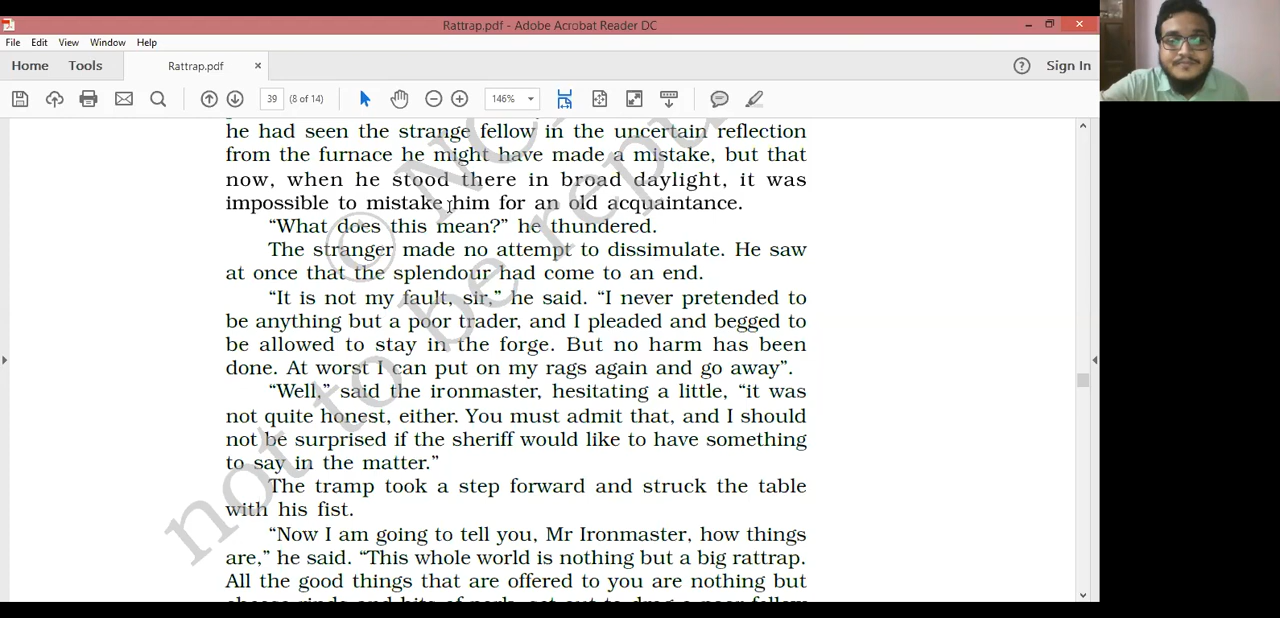 Rattrap.pdf - Adobe Acrobat Reader DC
File Edit View Window Help
Home Tools Rattrap.pdf × Sign In
39 (8 of 14) 146%
he had seen the strange fellow in the uncertain reflection
from the furnace he might have made a mistake, but that
now, when he stood there in broad daylight, it was
impossible to mistake him for an old acquaintance.
“What does this mean?” he thundered.
The stranger made no attempt to dissimulate. He saw
at once that the splendour had come to an end.
“It is not my fault, sir,” he said. “I never pretended to
be anything but a poor trader, and I pleaded and begged to
be allowed to stay in the forge. But no harm has been
done. At worst I can put on my rags again and go away”.
“Well,” said the ironmaster, hesitating a little, “it was
not quite honest, either. You must admit that, and I should
not be surprised if the sheriff would like to have something
to say in the matter.”
The tramp took a step forward and struck the table
with his fist.
“Now I am going to tell you, Mr Ironmaster, how things
are,” he said. “This whole world is nothing but a big rattrap.
All the good things that are offered to you are nothing but
© NC
not to be repu